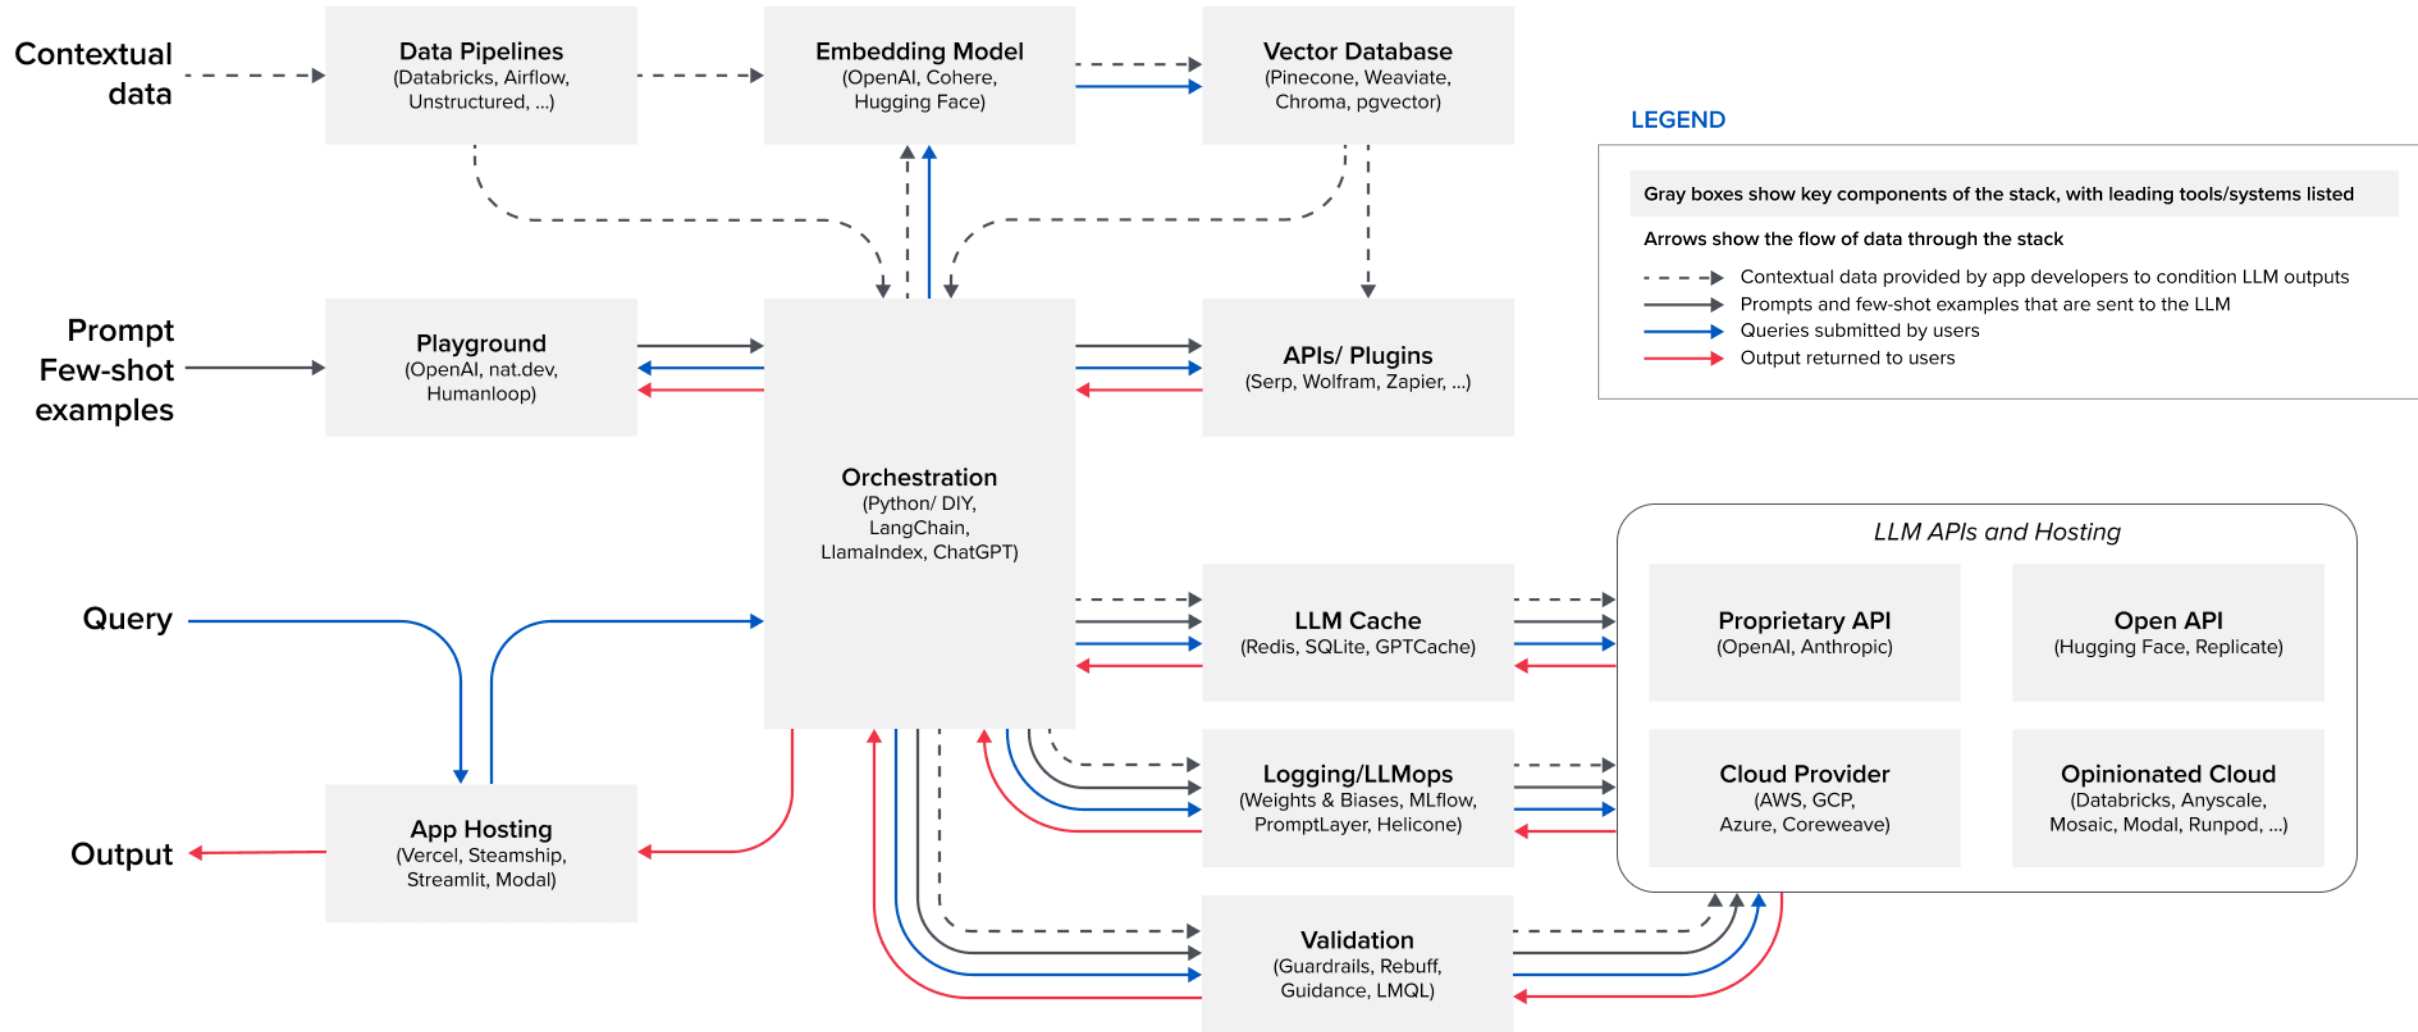 Contextual
data
Data Pipelines
(Databricks, Airflow,
Unstructured, ...)
Embedding Model
(OpenAI, Cohere,
Hugging Face)
Vector Database
(Pinecone, Weaviate,
Chroma, pgvector)
LEGEND
Gray boxes show key components of the stack, with leading tools/systems listed
Arrows show the flow of data through the stack
Contextual data provided by app developers to condition LLM outputs
Prompts and few-shot examples that are sent to the LLM
Queries submitted by users
Output returned to users
Prompt
Few-shot
examples
Playground
(OpenAI, nat.dev,
Humanloop)
APIs/ Plugins
(Serp, Wolfram, Zapier, ...)
Orchestration
(Python/ DIY,
LangChain,
LlamaIndex, ChatGPT)
Query
Output
App Hosting
(Vercel, Steamship,
Streamlit, Modal)
LLM Cache
(Redis, SQLite, GPTCache)
Logging/LLMops
(Weights & Biases, MLflow,
PromptLayer, Helicone)
Validation
(Guardrails, Rebuff,
Guidance, LMQL)
LLM APIs and Hosting
Proprietary API
(OpenAI, Anthropic)
Open API
(Hugging Face, Replicate)
Cloud Provider
(AWS, GCP,
Azure, Coreweave)
Opinionated Cloud
(Databricks, Anyscale,
Mosaic, Modal, Runpod, ...)